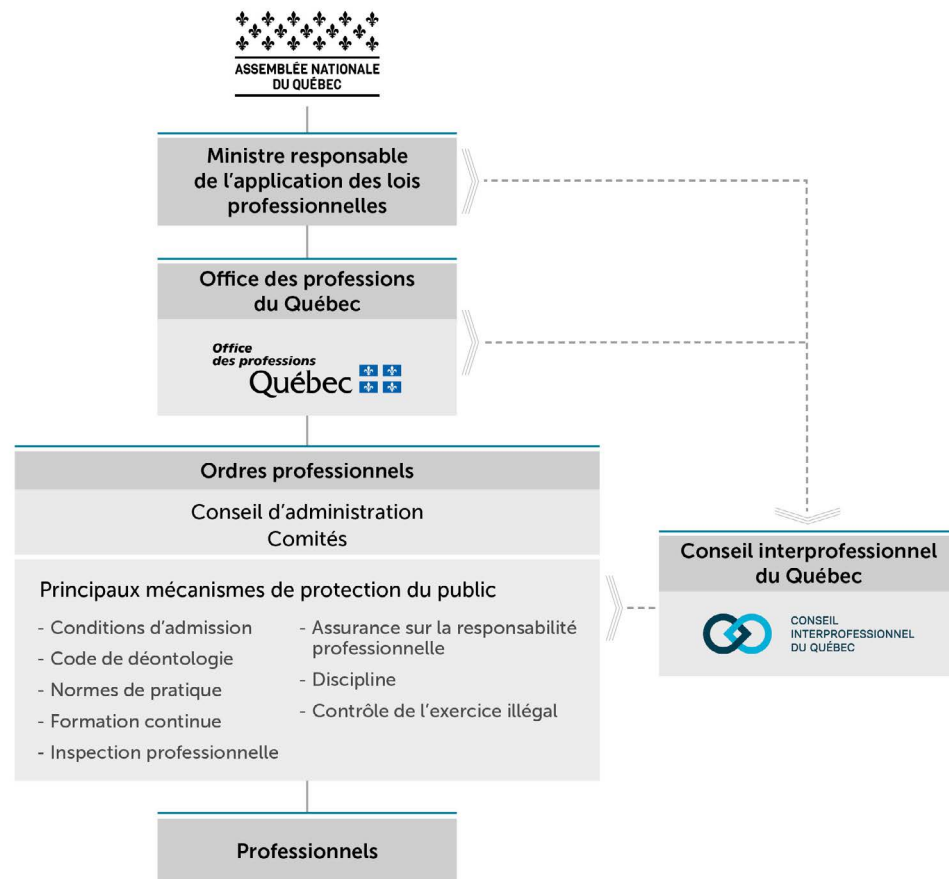 ASSEMBLÉE NATIONALE
DU QUÉBEC
Ministre responsable
de l’application des lois
professionnelles
Office des professions
du Québec
Office
des professions
Québec
Ordres professionnels
Conseil d’administration
Comités
Principaux mécanismes de protection du public
- Conditions d’admission
- Code de déontologie
- Normes de pratique
- Formation continue
- Inspection professionnelle
- Assurance sur la responsabilité
professionnelle
- Discipline
- Contrôle de l’exercice illégal
Conseil interprofessionnel
du Québec
CONSEIL
INTERPROFESSIONNEL
DU QUÉBEC
Professionnels